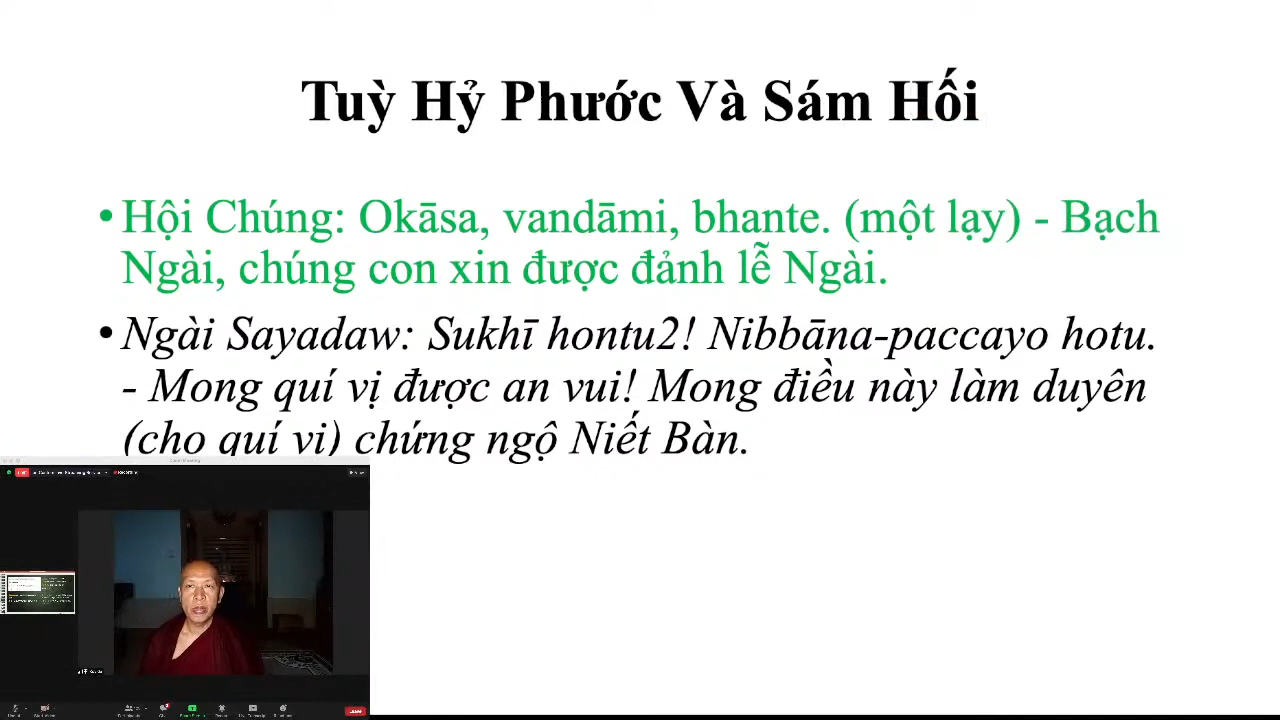 Tuỳ Hỷ Phước Và Sám Hối
•Hội Chúng: Okāsa, vandāmi, bhante. (một lạy) - Bạch
Ngài, chúng con xin được đảnh lễ Ngài.
•Ngài Sayadaw: Sukhī hontu2! Nibbāna-paccayo hotu.
- Mong quí vị được an vui! Mong điều này làm duyên
(cho quí vị) chứng ngộ Niết Bàn.